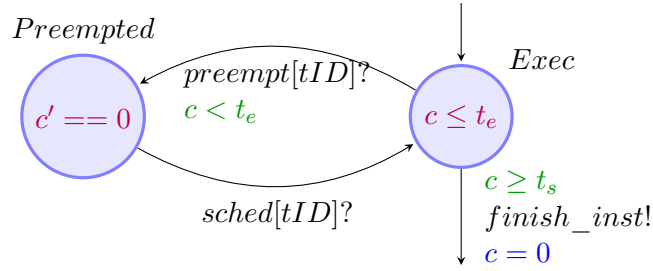 Preempted
Exec
preempt[tID]?
c < t_e
c' == 0
c ≤ t_e
sched[tID]?
c ≥ t_s
finish_inst!
c = 0